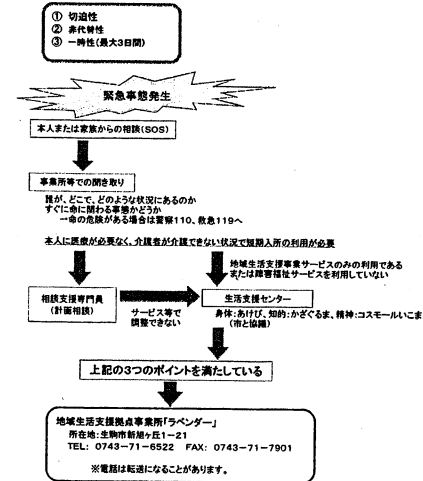 ① 切迫性
② 非代替性
③ 一時性(最大3日間)
緊急事態発生
本人または家族からの相談(SOS)
事業所等での聞き取り
誰が、どこで、どのような状況にあるのか
すぐに命に関わる事態かどうか
→命の危険がある場合は警察110、救急119へ
本人に医療が必要なく、介護者が介護できない状況で短期入所の利用が必要
地域生活支援事業サービスのみの利用である
または障害福祉サービスを利用していない
相談支援専門員
(計画相談)
サービス等で
調整できない
生活支援センター
身体:あけび、知的:かざぐるま、精神:コスモールいこま
(市と協議)
上記の3つのポイントを満たしている
地域生活支援拠点事業所「ラベンダー」
所在地:生駒市新旭ヶ丘1-21
TEL: 0743-71-6522 FAX: 0743-71-7901
※電話は転送になることがあります。